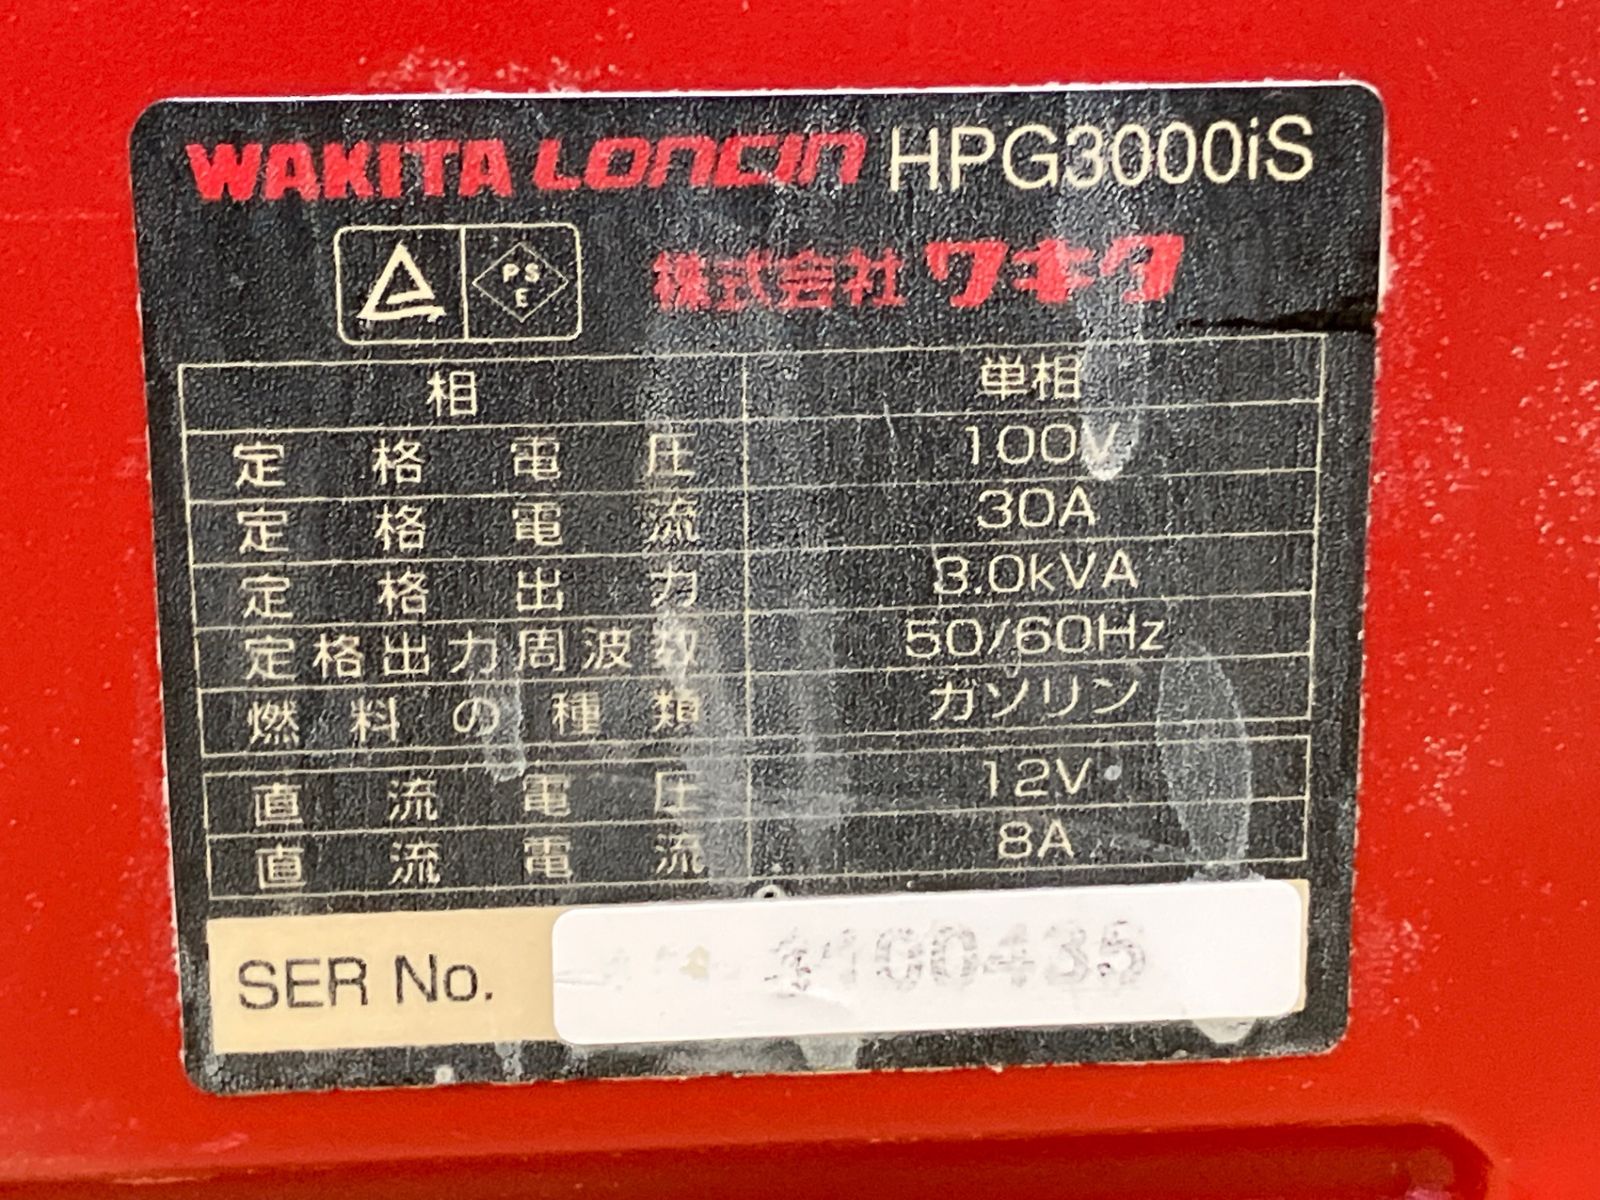 WAKITA LONCIN HPG3000iS
PS
E
株式会社 ワキタ
相 単相
定格電圧 100V
定格電流 30A
定格出力 3.0kVA
定格出力周波数 50/60Hz
燃料の種類 ガソリン
直流電圧 12V
直流電流 8A
SER No.